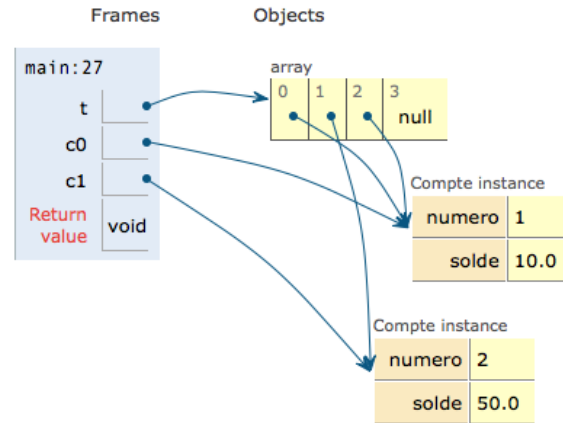 Frames Objects
main:27
t
c0
c1
Return value void
array
0 1 2 3
null
Compte instance
numero 1
solde 10.0
Compte instance
numero 2
solde 50.0